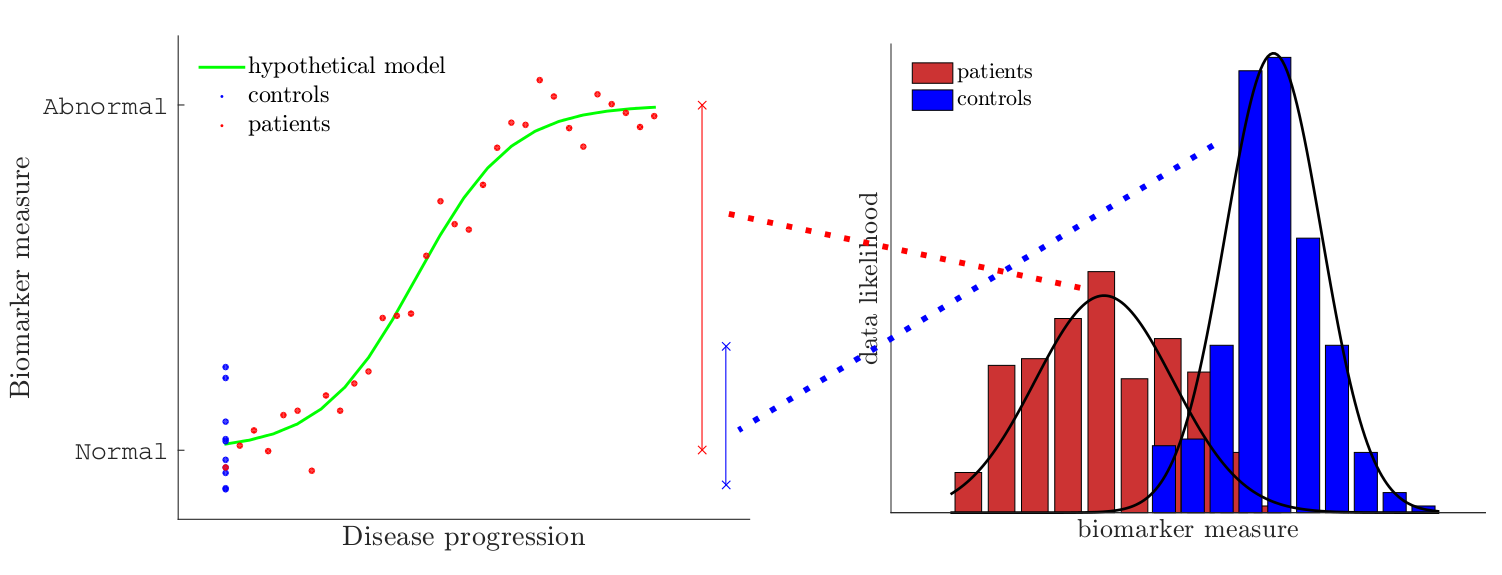 hypothetical model
controls
patients
Abnormal
Normal
Biomarker measure
Disease progression
patients
controls
data likelihood
biomarker measure